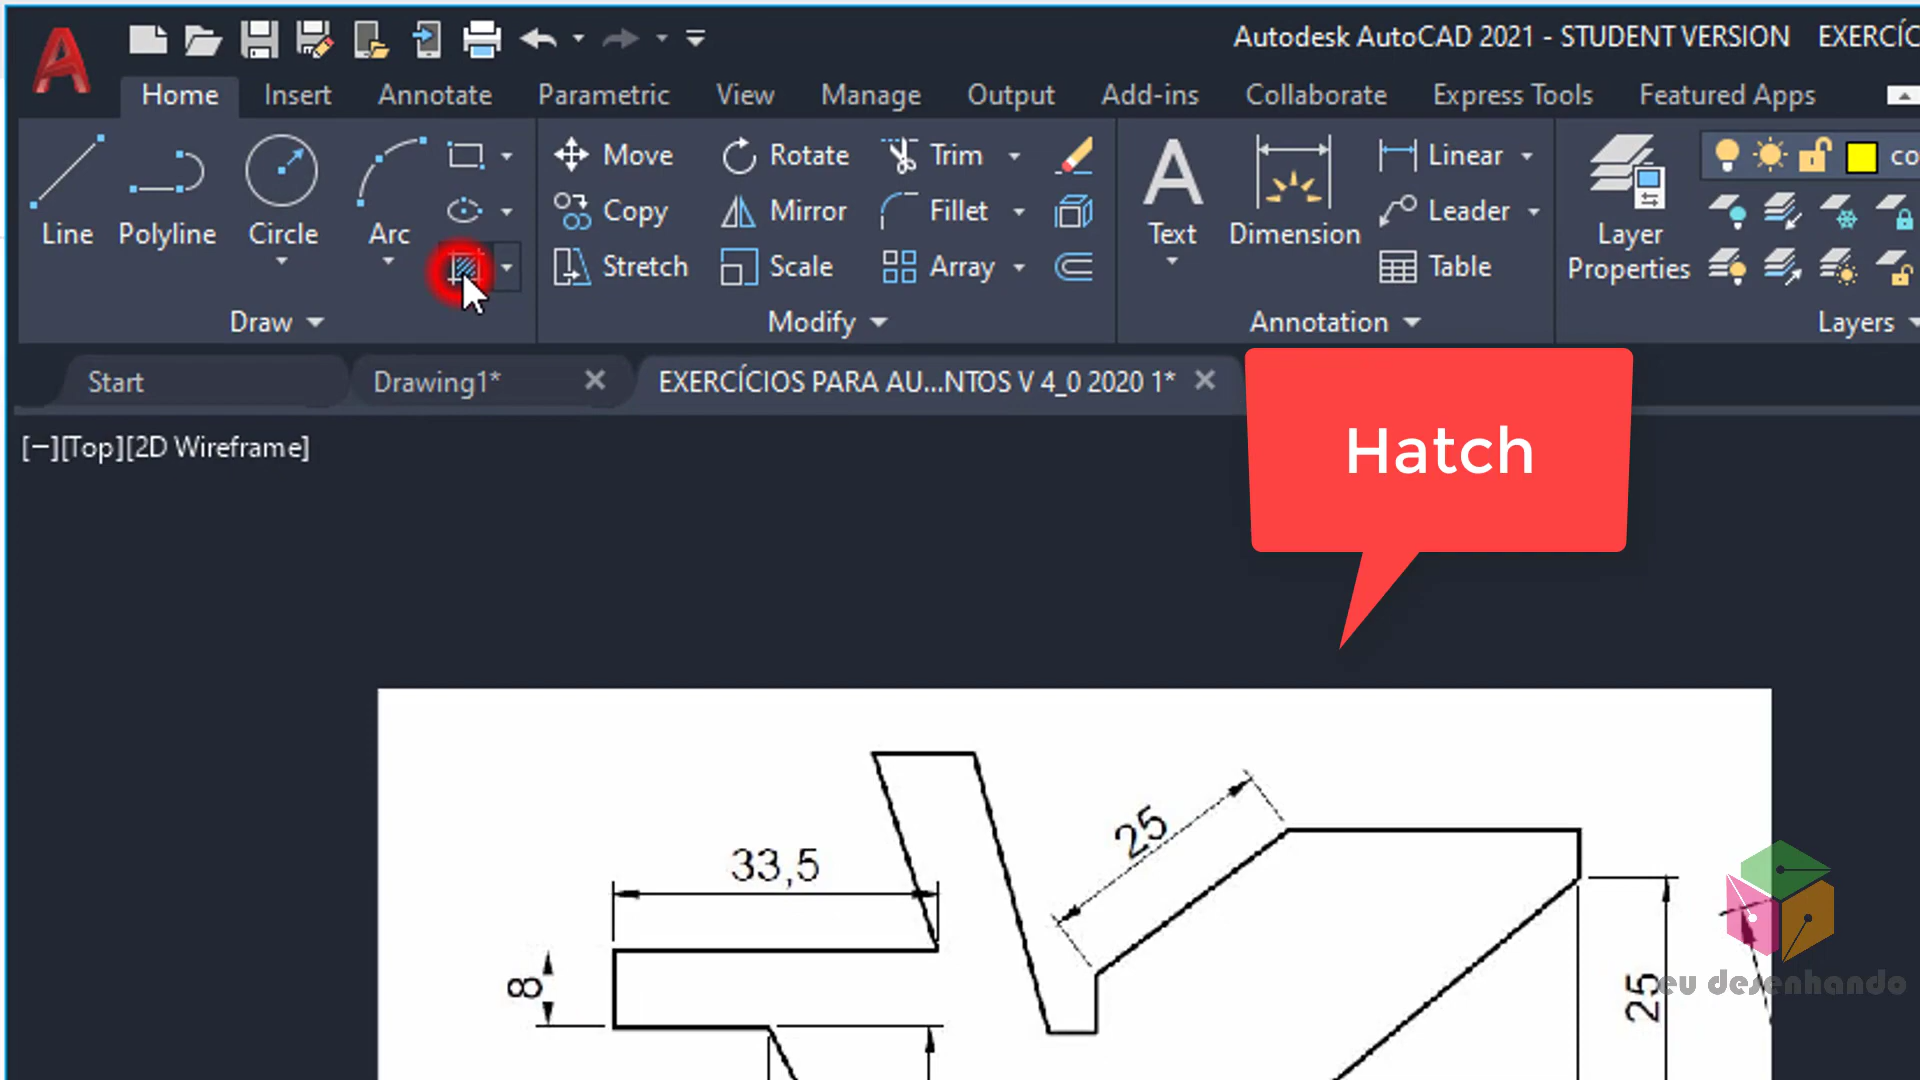 Autodesk AutoCAD 2021 - STUDENT VERSION EXERCÍC
Home Insert Annotate Parametric View Manage Output Add-ins Collaborate Express Tools Featured Apps
Line Polyline Circle Arc
Move Rotate Trim
Copy Mirror Fillet
Stretch Scale Array
Text Dimension
Linear
Leader
Table
Layer
Properties
co
Draw Modify Annotation Layers
Start Drawing1* EXERCÍCIOS PARA AU...NTOS V 4_0 2020 1*
[−][Top][2D Wireframe]
Hatch
25
33,5
8
25
eu desenhando